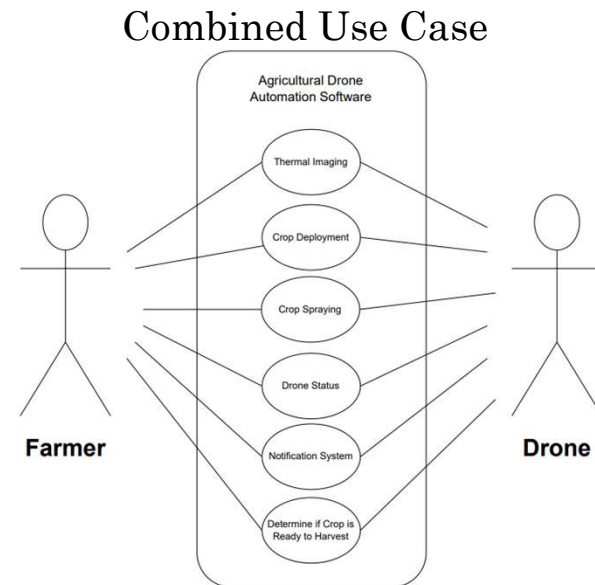 Combined Use Case
Agricultural Drone
Automation Software
Thermal Imaging
Crop Deployment
Crop Spraying
Drone Status
Notification System
Determine if Crop is
Ready to Harvest
Farmer
Drone